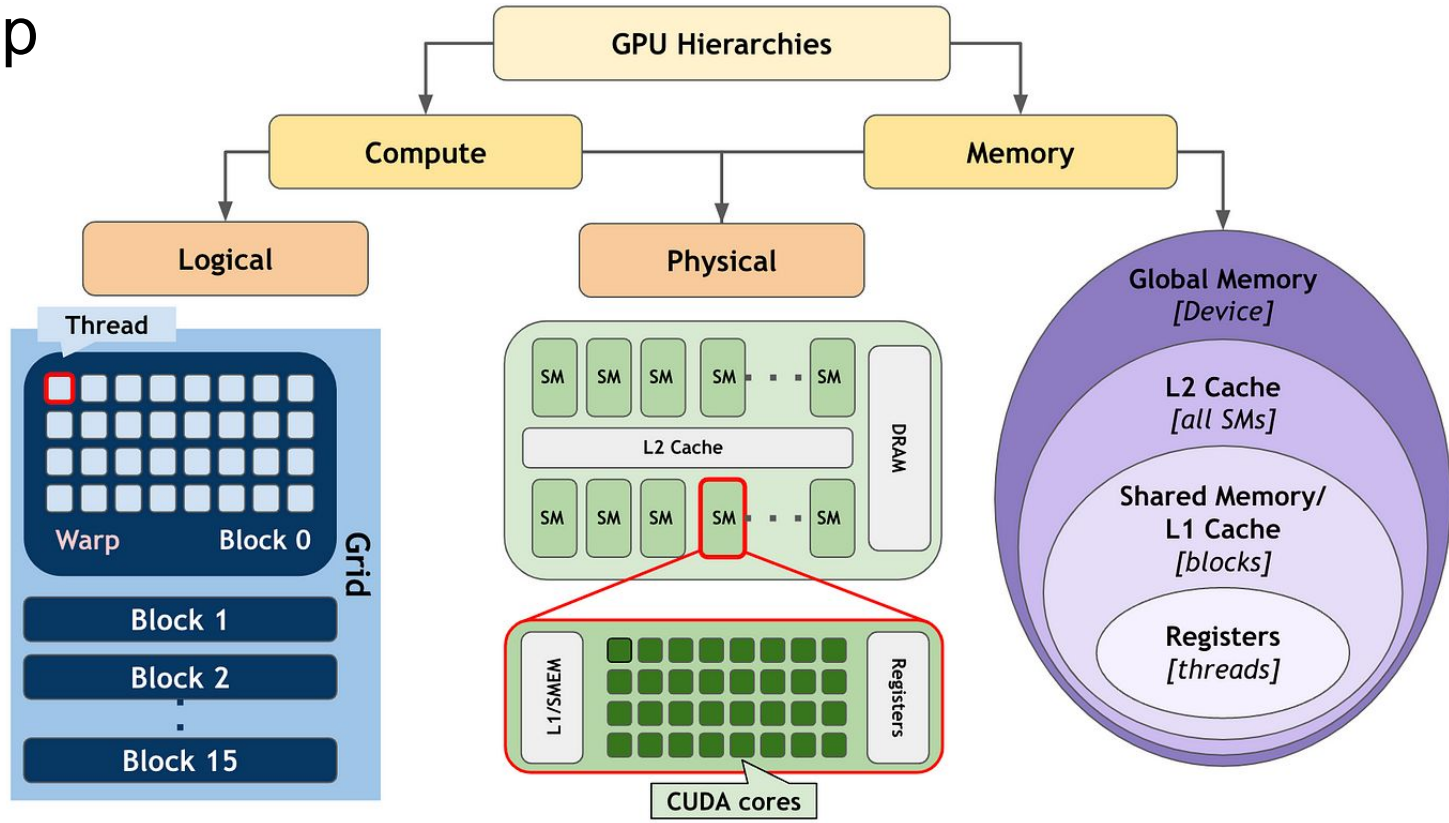 p
GPU Hierarchies
Compute
Memory
Logical
Physical
Thread
Warp
Block 0
Block 1
Block 2
Block 15
Grid
SM
SM
SM
SM
SM
L2 Cache
DRAM
SM
SM
SM
SM
SM
L1/SMEM
Registers
CUDA cores
Global Memory
[Device]
L2 Cache
[all SMs]
Shared Memory/
L1 Cache
[blocks]
Registers
[threads]